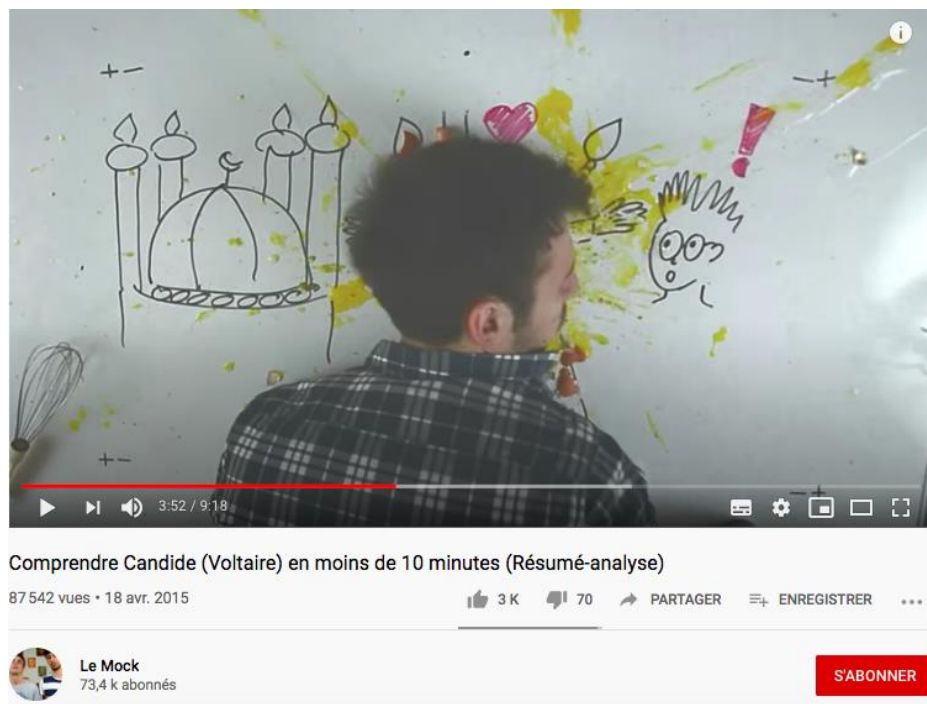 +-
-+
+-
-+
3:52 / 9:18
Comprendre Candide (Voltaire) en moins de 10 minutes (Résumé-analyse)
87 542 vues • 18 avr. 2015
3 K 70 PARTAGER ENREGISTRER
Le Mock
73,4 k abonnés
S'ABONNER